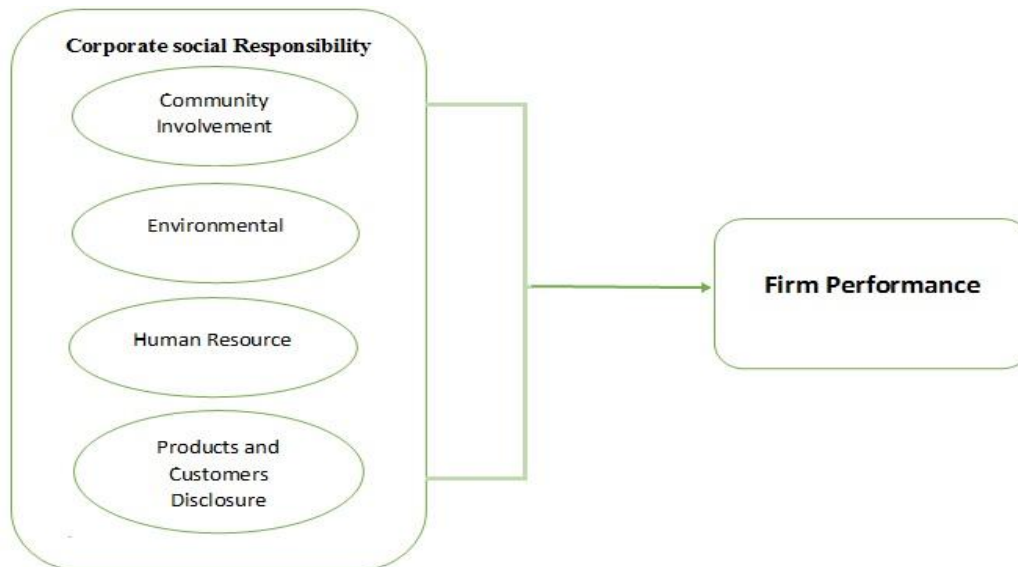 Corporate social Responsibility
Community
Involvement
Environmental
Human Resource
Products and
Customers
Disclosure
Firm Performance